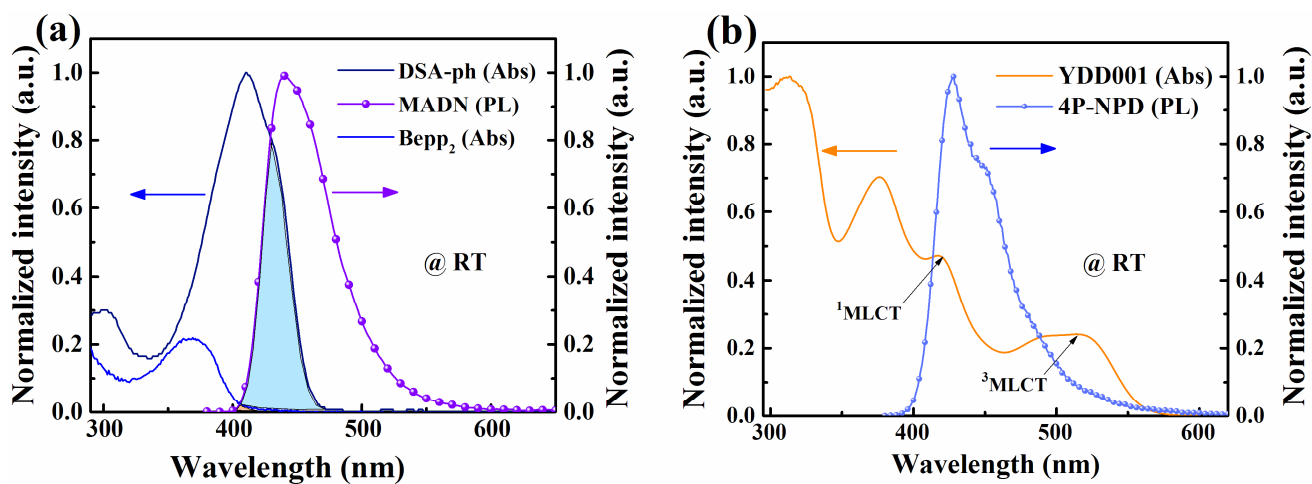 (a)
Normalized intensity (a.u.)
1.0
0.8
0.6
0.4
0.2
0.0
300 400 500 600
Wavelength (nm)
DSA-ph (Abs)
MADN (PL)
Bepp₂ (Abs)
@ RT
1.0
0.8
0.6
0.4
0.2
0.0
Normalized intensity (a.u.)
(b)
Normalized intensity (a.u.)
1.0
0.8
0.6
0.4
0.2
0.0
300 400 500 600
Wavelength (nm)
YDD001 (Abs)
4P-NPD (PL)
@ RT
¹MLCT
³MLCT
1.0
0.8
0.6
0.4
0.2
0.0
Normalized intensity (a.u.)